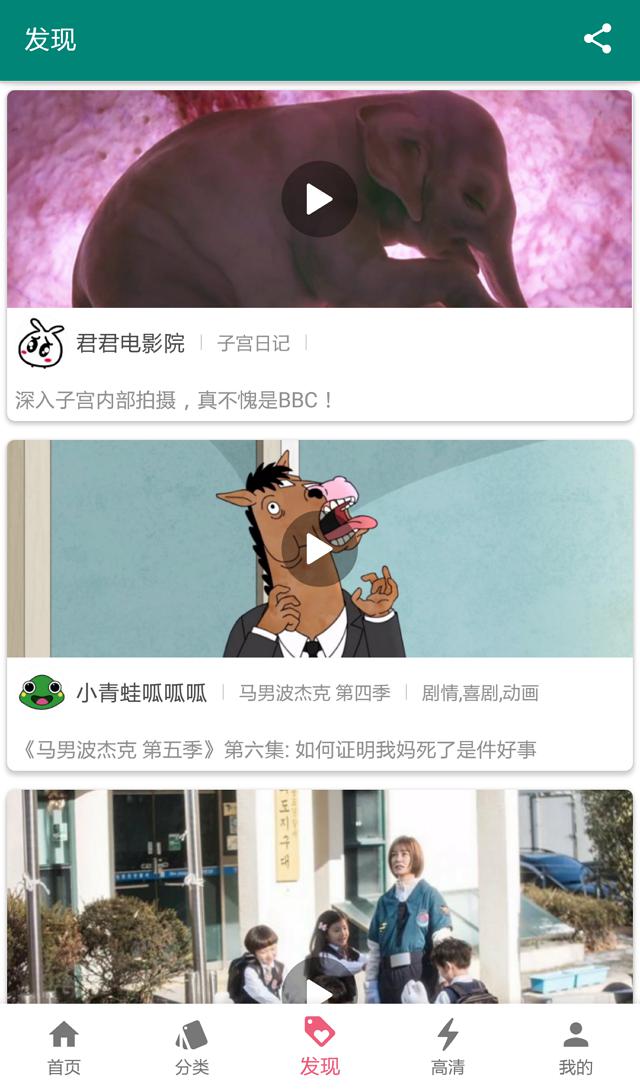 发现
君君电影院 | 子宫日记 |
深入子宫内部拍摄，真不愧是BBC！
小青蛙呱呱呱 | 马男波杰克 第四季 | 剧情,喜剧,动画
《马男波杰克 第五季》第六集: 如何证明我妈死了是件好事
지구대
首页 分类 发现 高清 我的